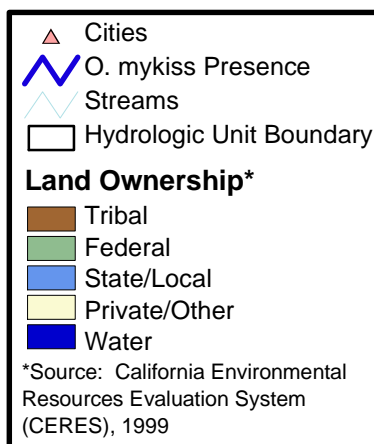 Cities
O. mykiss Presence
Streams
Hydrologic Unit Boundary
Land Ownership*
Tribal
Federal
State/Local
Private/Other
Water
*Source:  California Environmental
Resources Evaluation System
(CERES), 1999